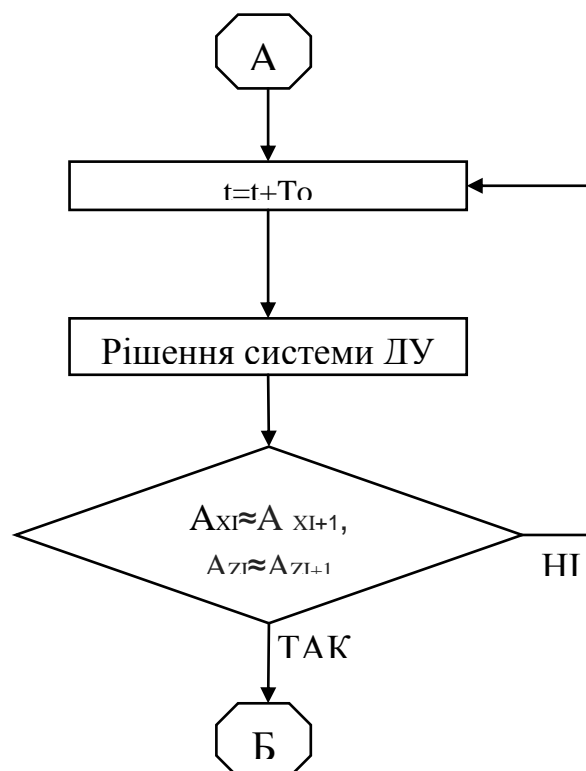 А
t=t+To
Рішення системи ДУ
AXI≈A XI+1,
AZI≈AZI+1
НІ
ТАК
Б